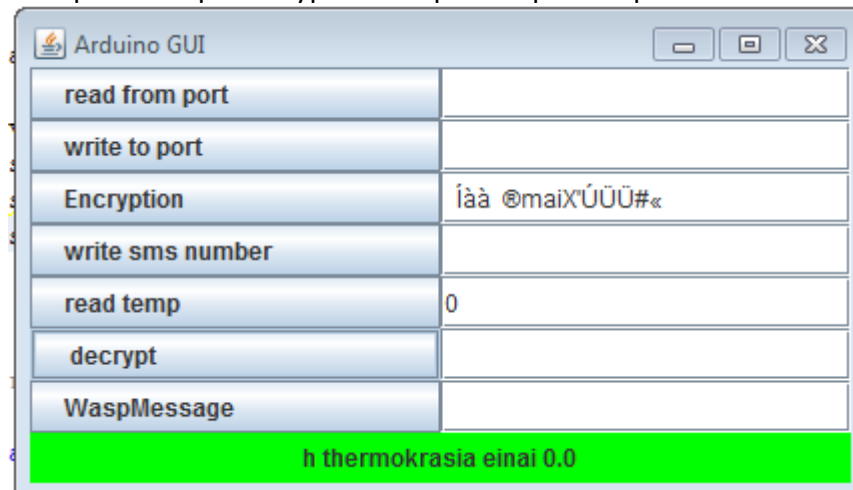 Arduino GUI
read from port
write to port
Encryption Íàà ®maiX'ÚÜÜ#«
write sms number
read temp 0
decrypt
WaspMessage
h thermokrasia einai 0.0